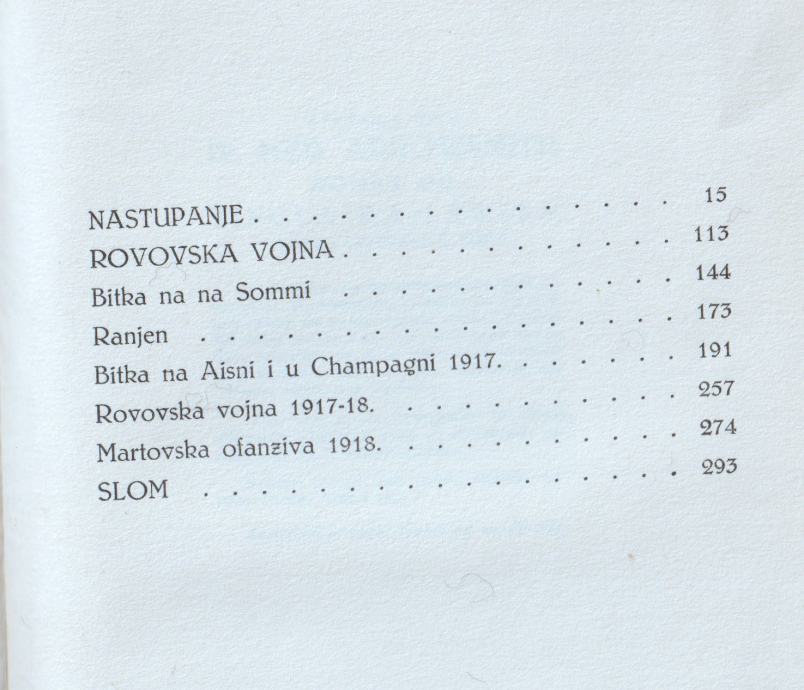 NASTUPANJE . . . . . . . . . . . . . . . 15
ROVOVSKA VOJNA . . . . . . . . . . . . 113
Bitka na na Sommi . . . . . . . . . . . . 144
Ranjen . . . . . . . . . . . . . . . . . 173
Bitka na Aisni i u Champagni 1917. . . . . . . 191
Rovovska vojna 1917-18. . . . . . . . . . . 257
Martovska ofanziva 1918. . . . . . . . . . . 274
SLOM . . . . . . . . . . . . . . . . . 293